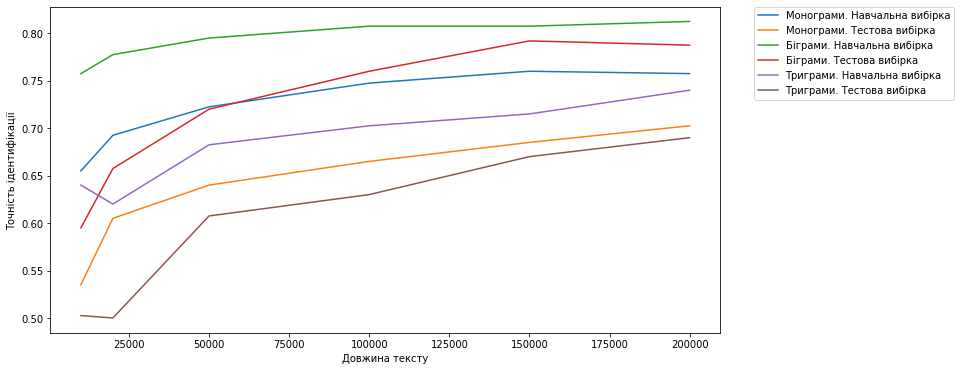 Монограми. Навчальна вибірка
Монограми. Тестова вибірка
Біграми. Навчальна вибірка
Біграми. Тестова вибірка
Триграми. Навчальна вибірка
Триграми. Тестова вибірка
0.80
0.75
0.70
0.65
0.60
0.55
0.50
Точність ідентифікації
25000 50000 75000 100000 125000 150000 175000 200000
Довжина тексту